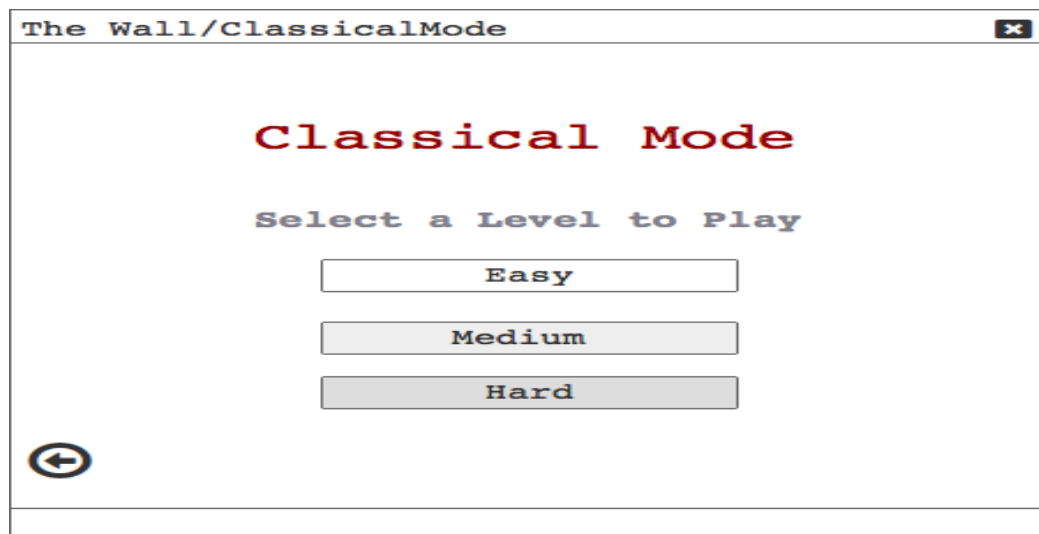 The Wall/ClassicalMode
Classical Mode
Select a Level to Play
Easy
Medium
Hard